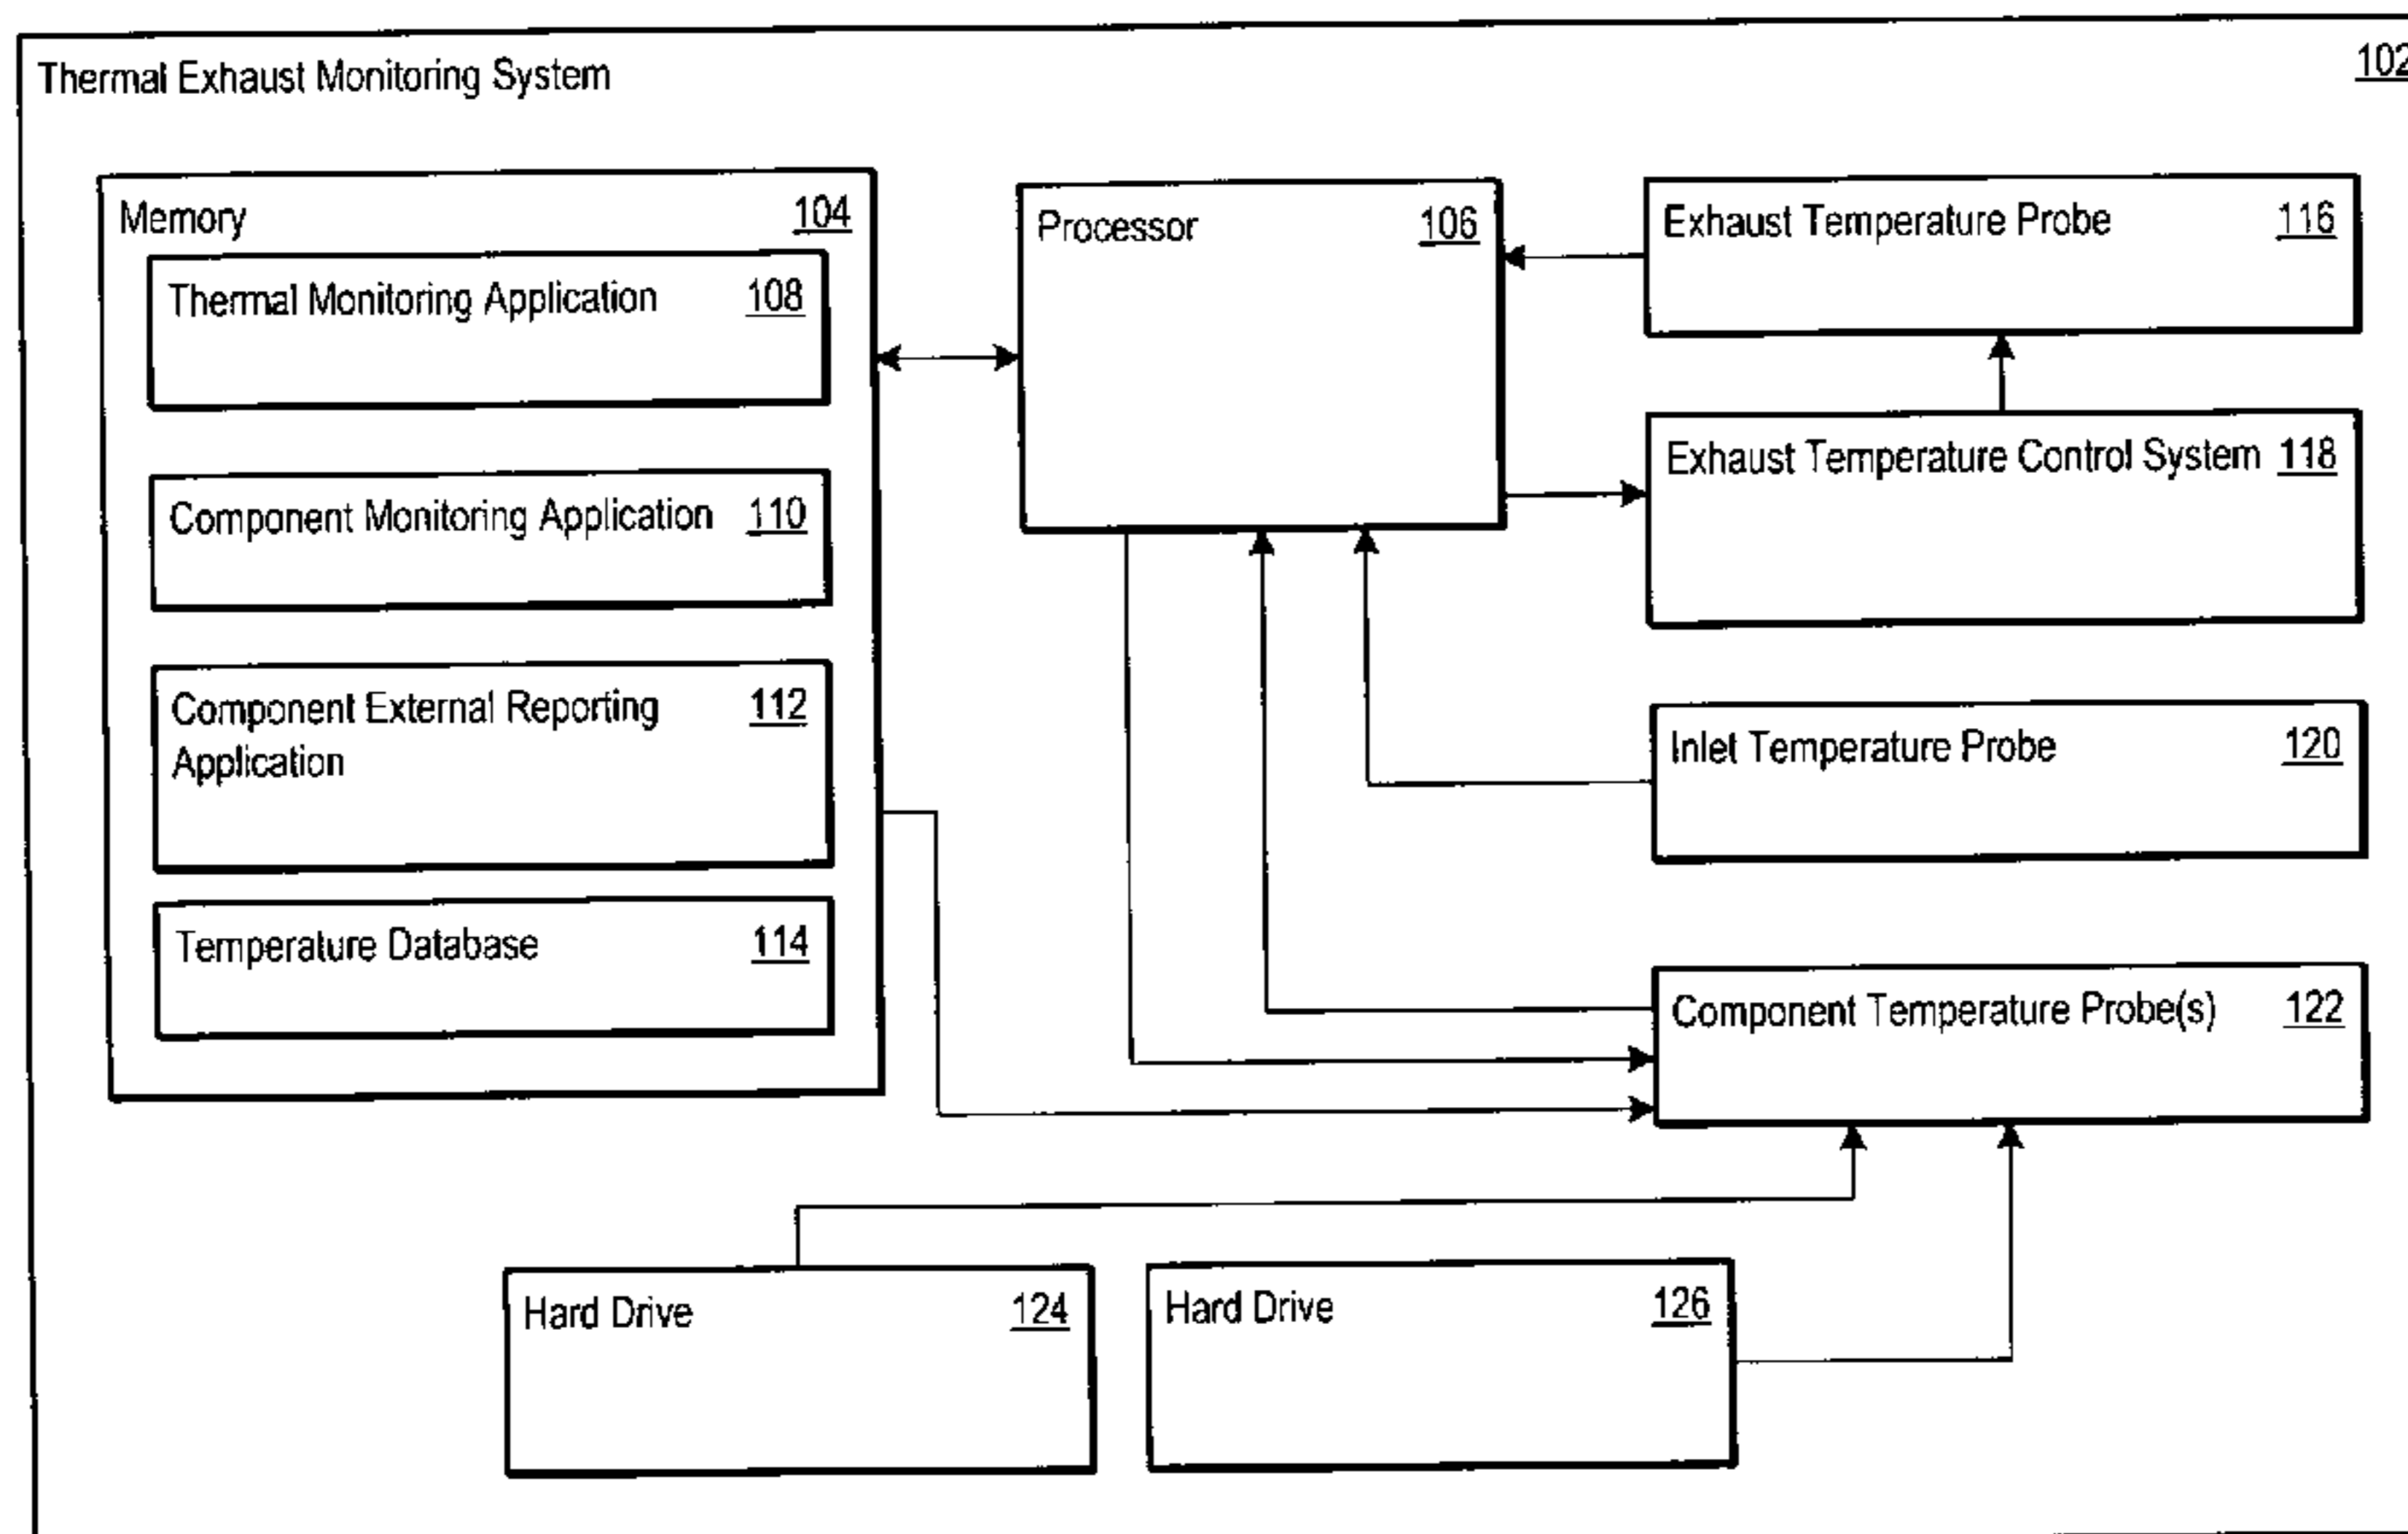 Thermal Exhaust Monitoring System 102
Memory 104
Thermal Monitoring Application 108
Component Monitoring Application 110
Component External Reporting 112
Application
Temperature Database 114
Processor 106
Exhaust Temperature Probe 116
Exhaust Temperature Control System 118
Inlet Temperature Probe 120
Component Temperature Probe(s) 122
Hard Drive 124
Hard Drive 126